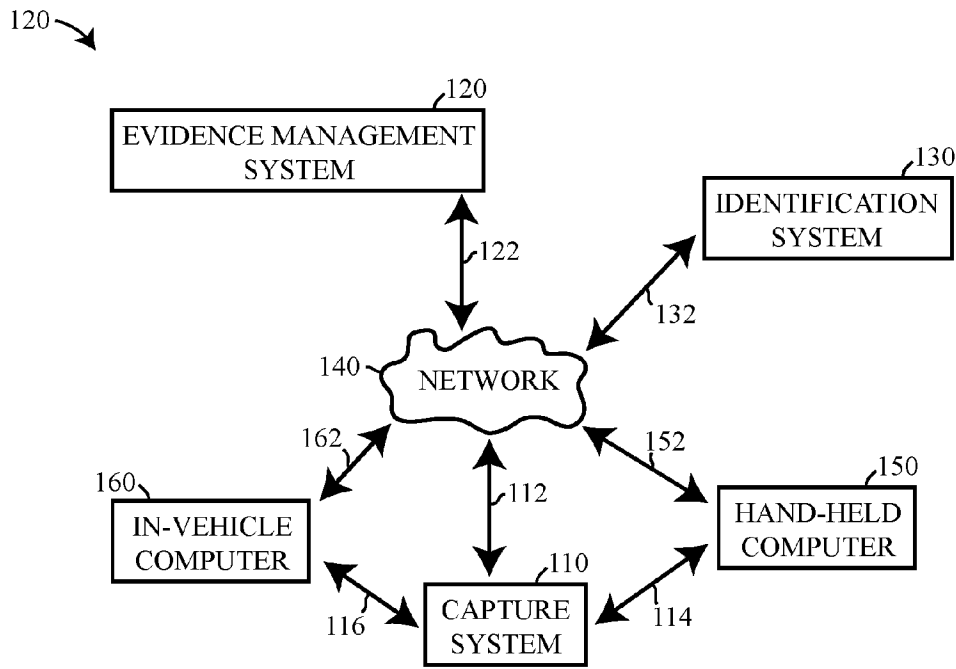 120
120
EVIDENCE MANAGEMENT
SYSTEM
130
IDENTIFICATION
SYSTEM
122
132
140
NETWORK
162
152
160
112
150
IN-VEHICLE
COMPUTER
HAND-HELD
COMPUTER
110
116
CAPTURE
SYSTEM
114